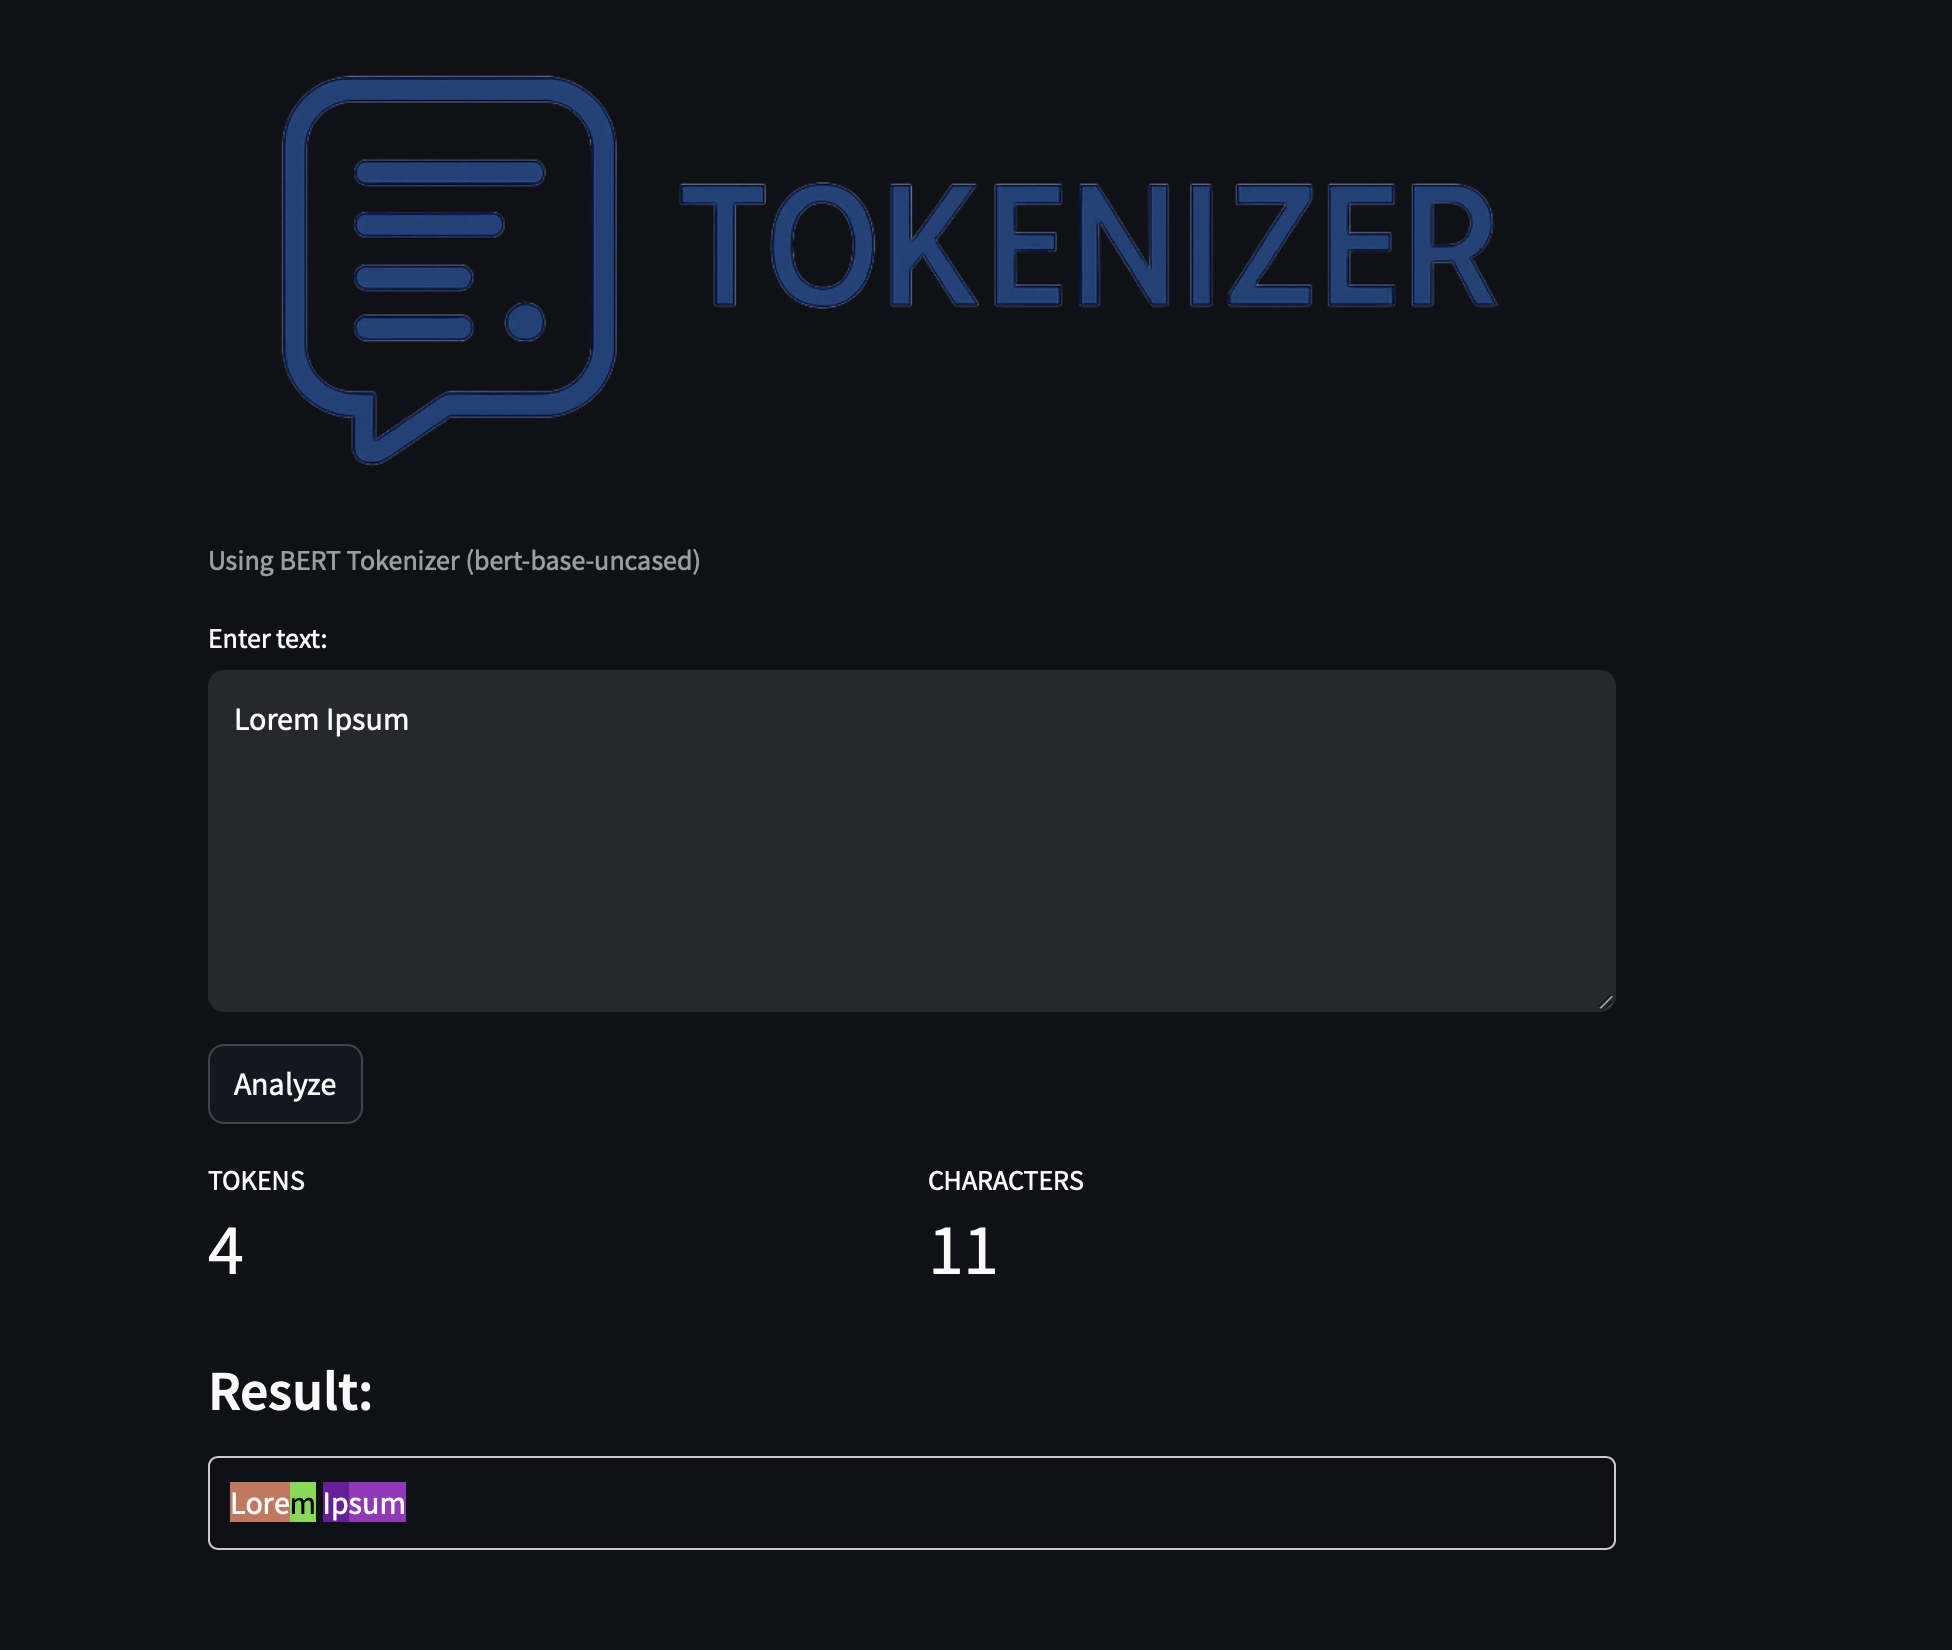 TOKENIZER
Using BERT Tokenizer (bert-base-uncased)
Enter text:
Lorem Ipsum
Analyze
TOKENS
4
CHARACTERS
11
Result:
Lorem Ipsum